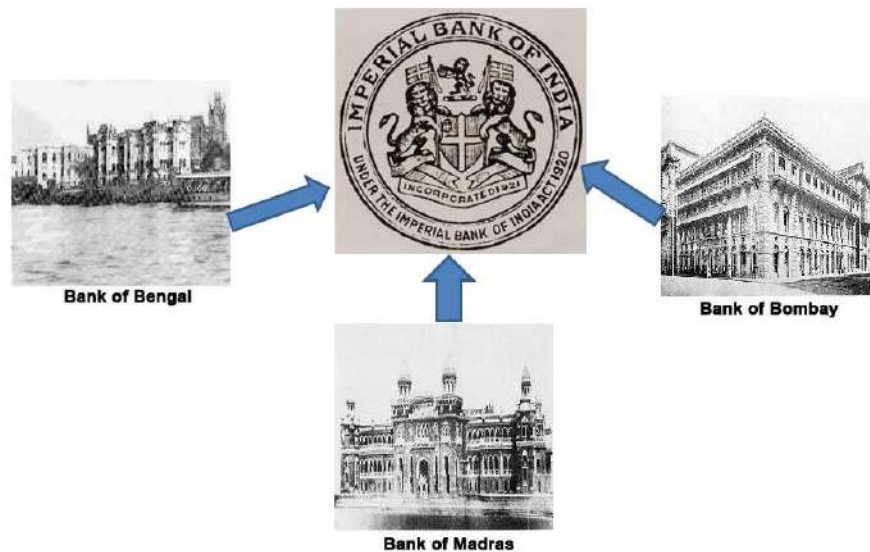 IMPERIAL BANK OF INDIA
INCORPORATED 1921
UNDER THE IMPERIAL BANK OF INDIA ACT 1920
Bank of Bengal
Bank of Bombay
Bank of Madras